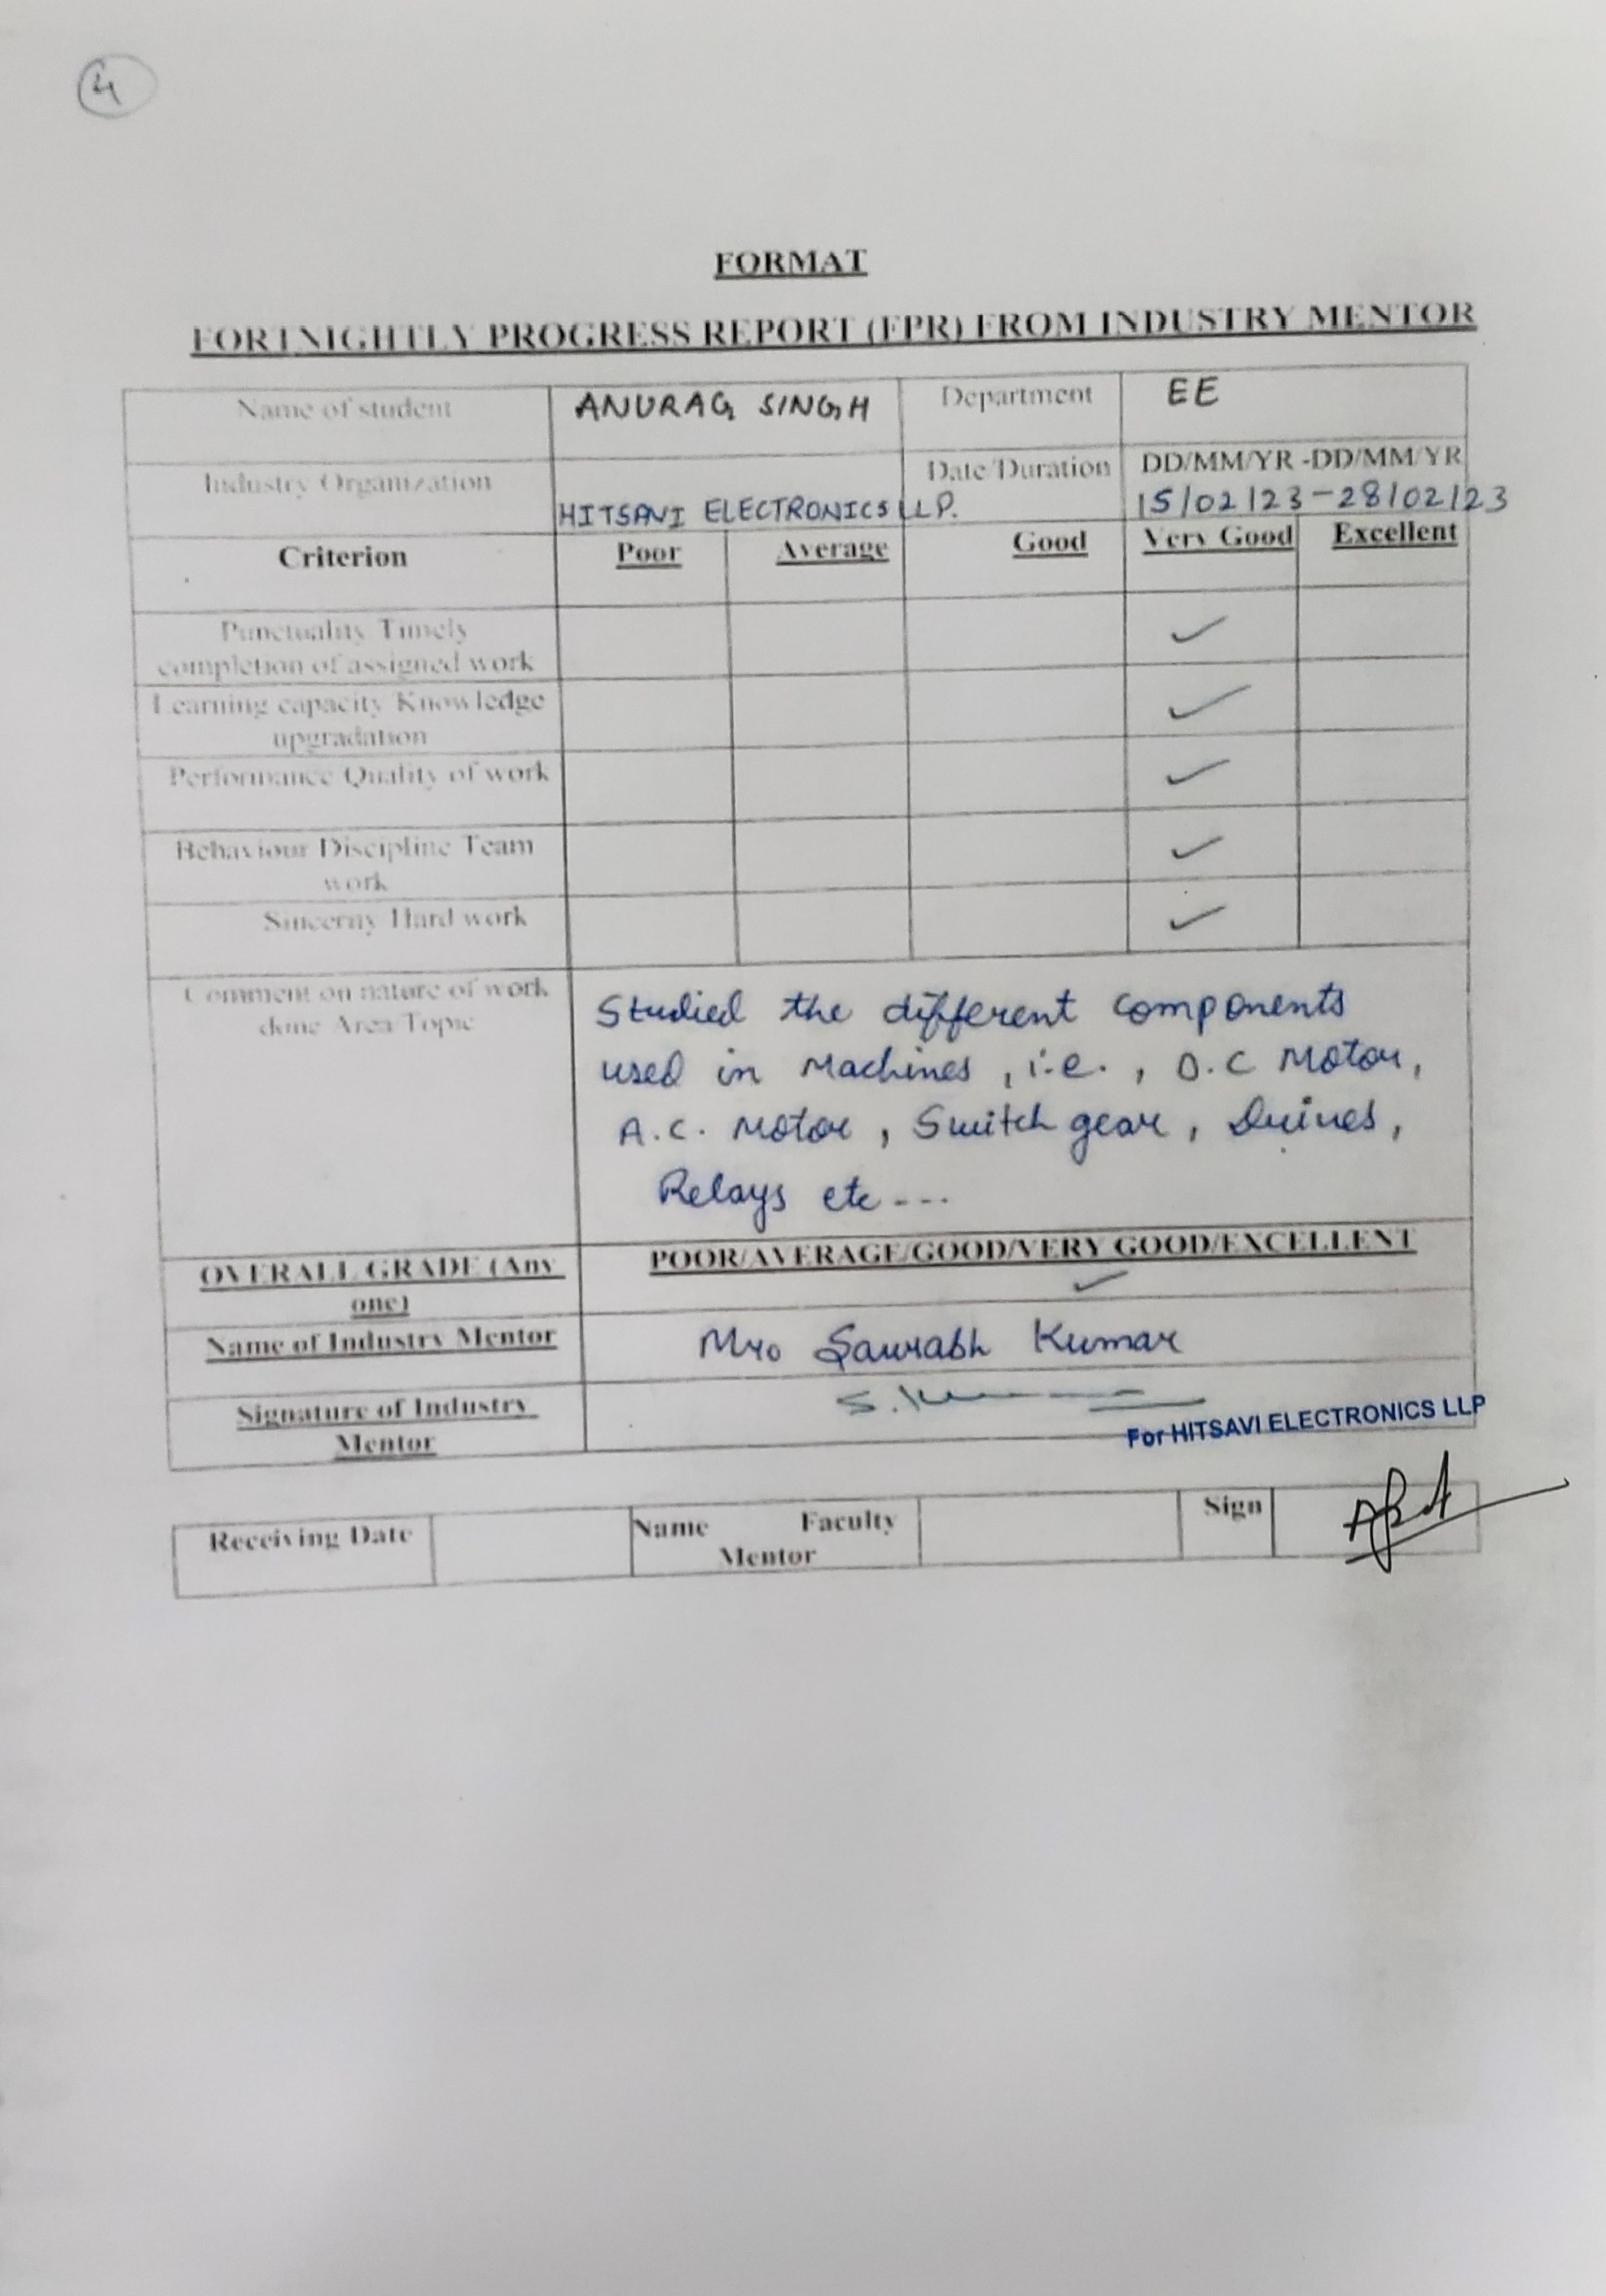 4
FORMAT
FORTNIGHTLY PROGRESS REPORT (FPR) FROM INDUSTRY MENTOR
Name of student ANURAG SINGH Department EE
Industry Organization HITSAVI ELECTRONICS LLP. Date/Duration DD/MM/YR -DD/MM/YR
15/02/23-28/02/23
Criterion Poor Average Good Very Good Excellent
Punctuality Timely ✓
completion of assigned work
Learning capacity Knowledge ✓
upgradation
Performance Quality of work ✓
Behaviour Discipline Team ✓
work
Sincerity Hard work ✓
Comment on nature of work
done Area Topic
Studied the different components
used in Machines, i.e., D.C Motor,
A.C. Motor, Switch gear, Drives,
Relays etc ---
OVERALL GRADE (Any POOR/AVERAGE/GOOD/VERY GOOD/EXCELLENT
one) ✓
Name of Industry Mentor Mr. Saurabh Kumar
Signature of Industry
Mentor
For HITSAVI ELECTRONICS LLP
Receiving Date Name Faculty Sign
Mentor